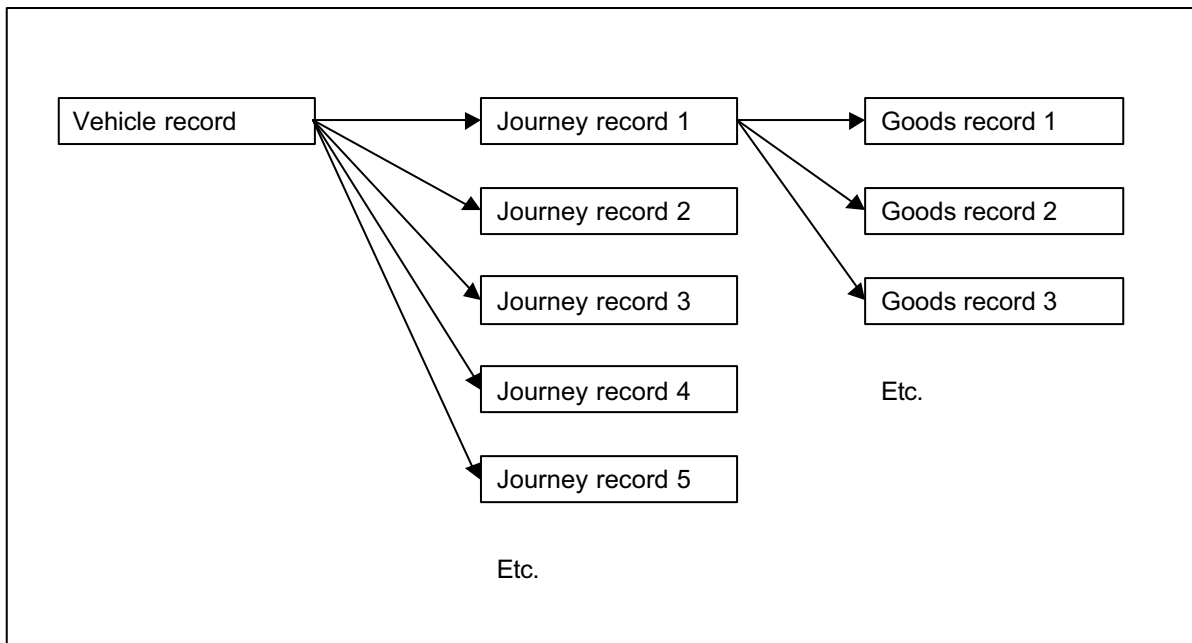 Vehicle record
Journey record 1
Goods record 1
Journey record 2
Goods record 2
Journey record 3
Goods record 3
Journey record 4
Etc.
Journey record 5
Etc.